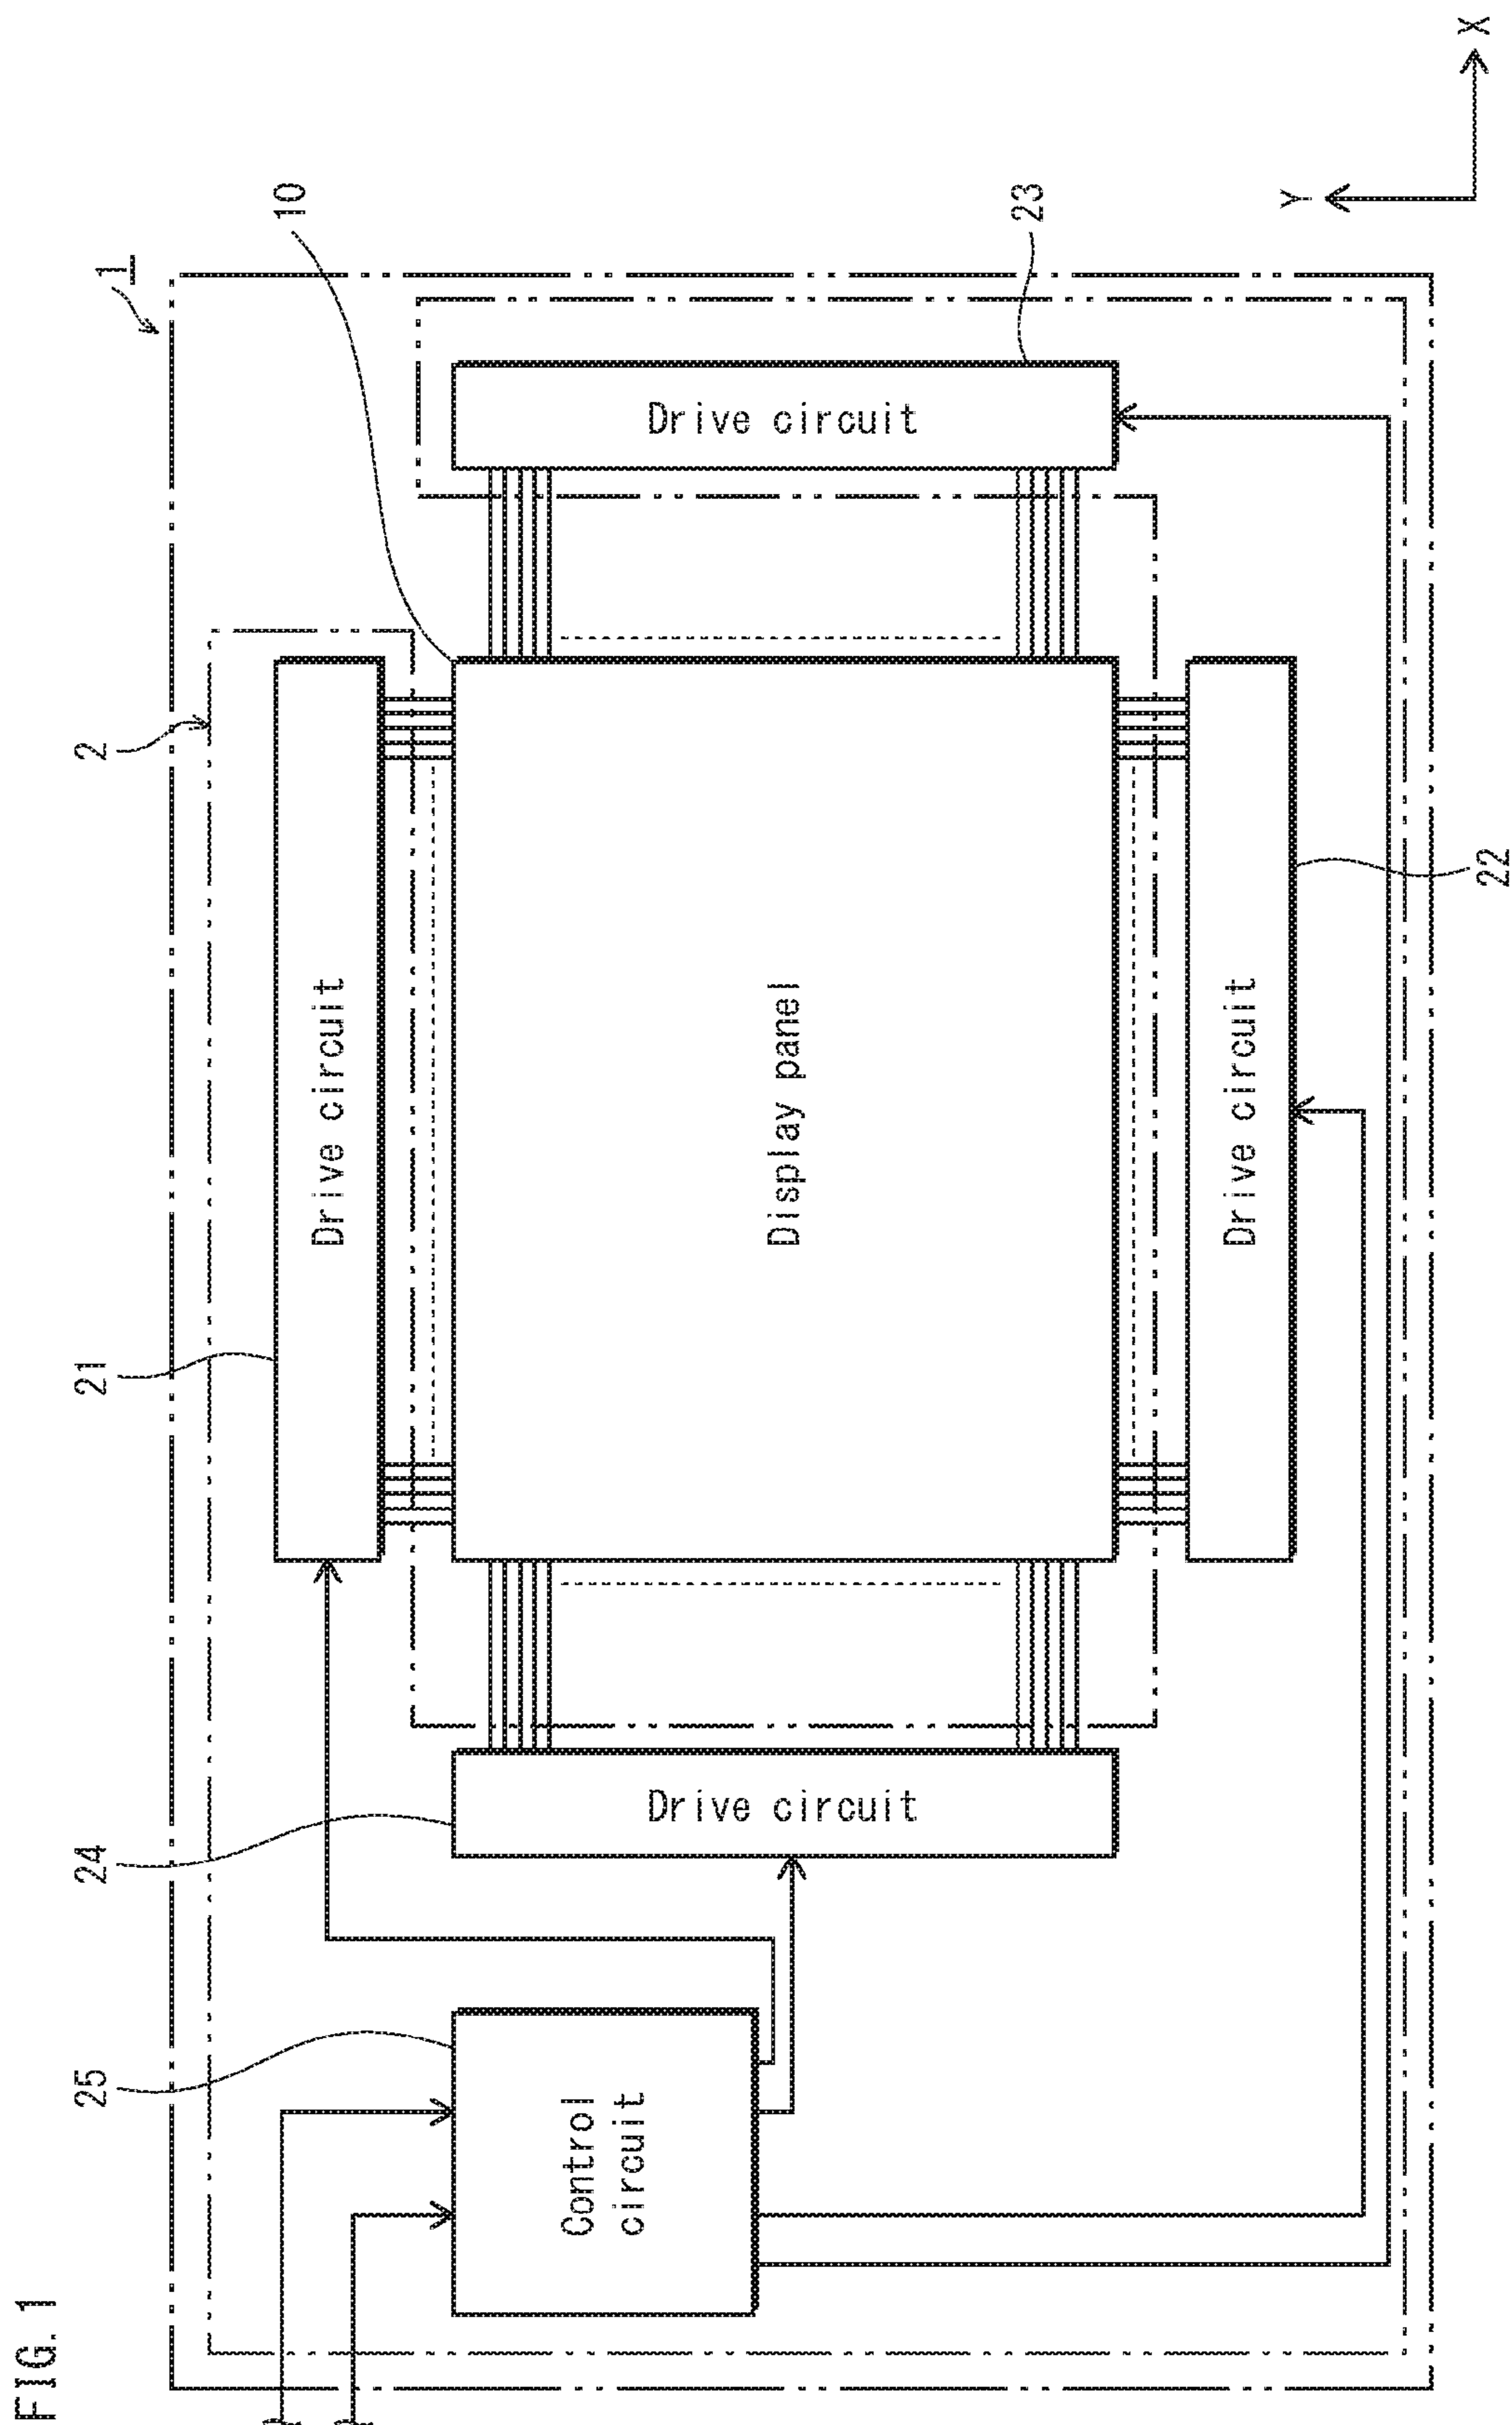 FIG. 1
1
2
10
21
Drive circuit
24
Drive circuit
25
Control
circuit
Display panel
Drive circuit
23
Drive circuit
22
Y
X